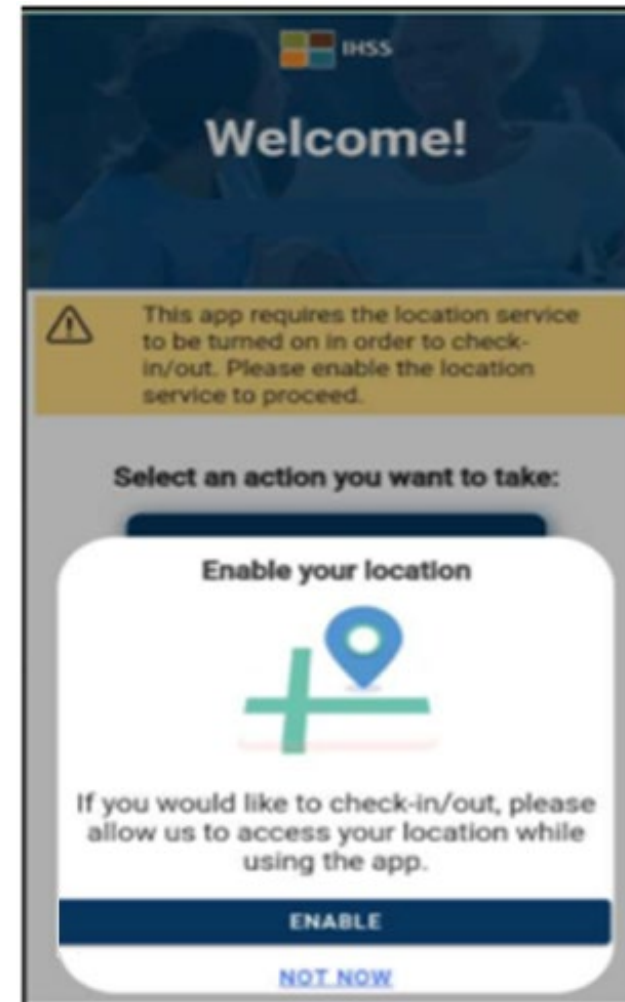 IHSS
Welcome!
This app requires the location service
to be turned on in order to check-
in/out. Please enable the location
service to proceed.
Select an action you want to take:
Enable your location
If you would like to check-in/out, please
allow us to access your location while
using the app.
ENABLE
NOT NOW